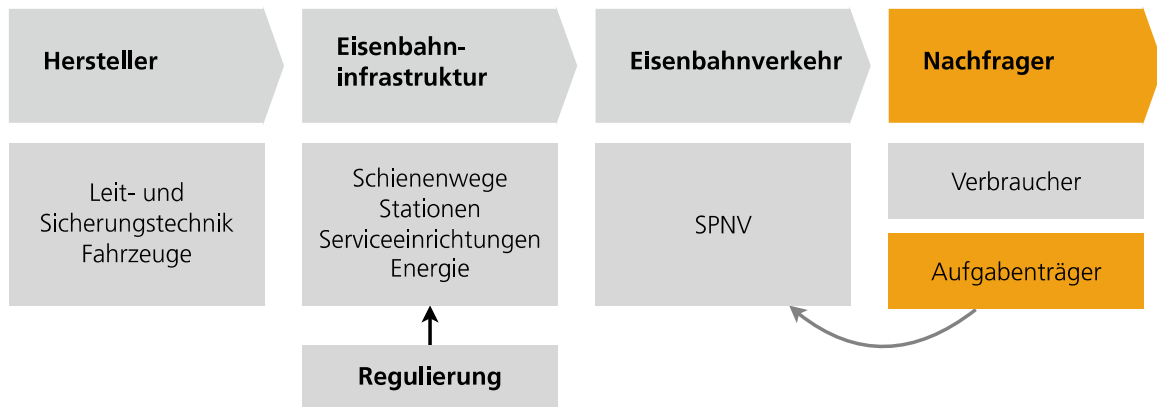 Hersteller
Eisenbahn-
infrastruktur
Eisenbahnverkehr
Nachfrager
Leit- und
Sicherungstechnik
Fahrzeuge
Schienenwege
Stationen
Serviceeinrichtungen
Energie
SPNV
Verbraucher
Aufgabenträger
Regulierung